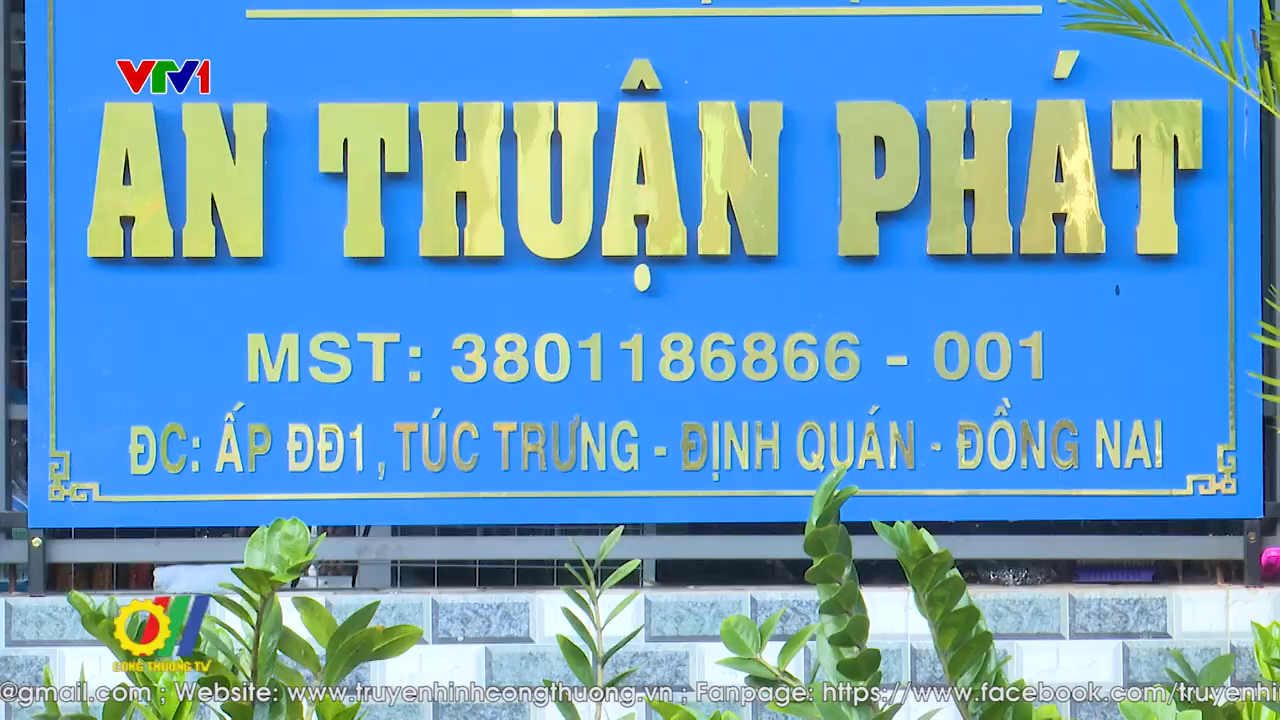 VTV1
AN THUẬN PHÁT
MST: 3801186866 - 001
ĐC: ẤP ĐĐ1, TÚC TRƯNG - ĐỊNH QUÁN - ĐỒNG NAI
CÔNG THƯƠNG TV
@gmail.com ; Website: www.truyenhinhcongthuong.vn ; Fanpage: https://www.facebook.com/truyenhi